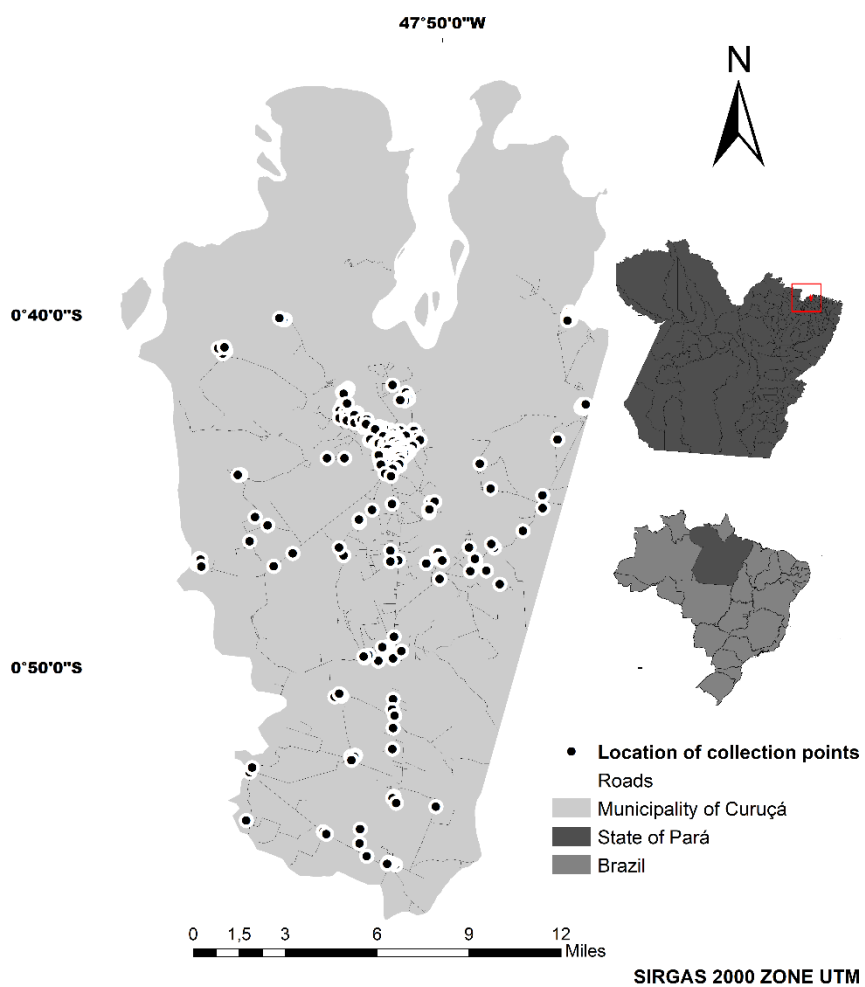 47°50'0"W
N
0°40'0"S
0°50'0"S
Location of collection points
Roads
Municipality of Curuçá
State of Pará
Brazil
0 1,5 3 6 9 12
Miles
SIRGAS 2000 ZONE UTM